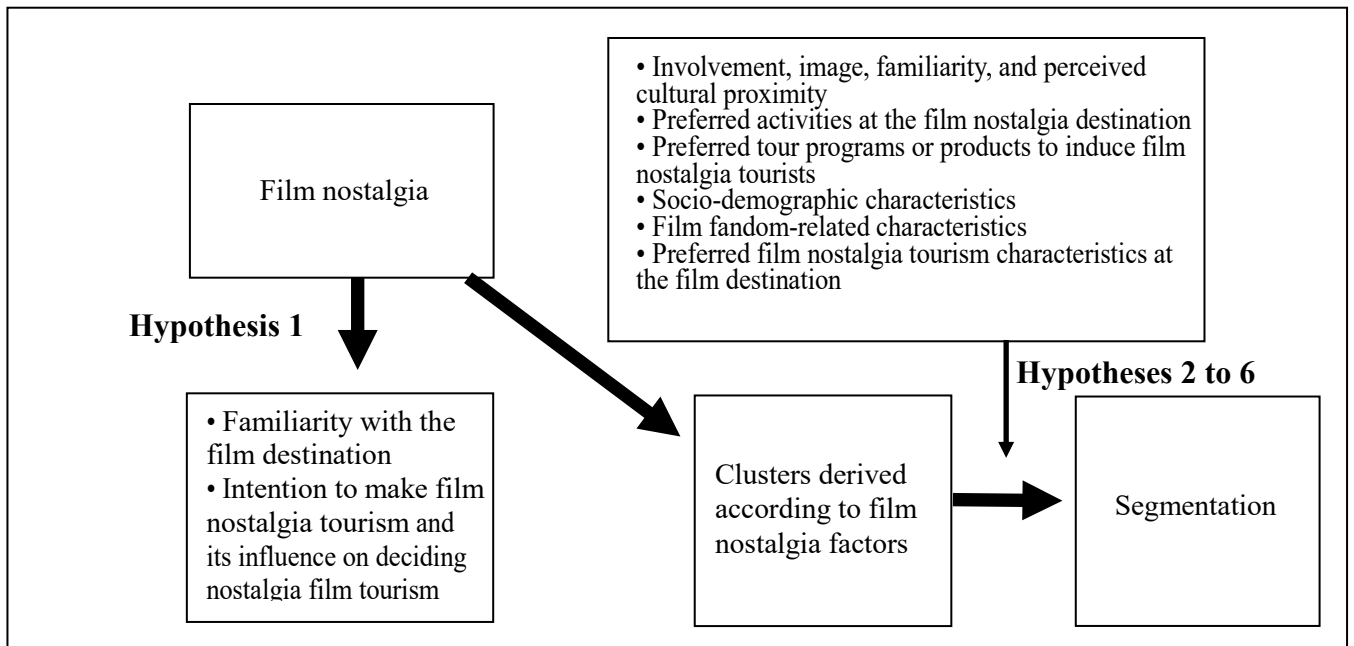 • Involvement, image, familiarity, and perceived
cultural proximity
• Preferred activities at the film nostalgia destination
• Preferred tour programs or products to induce film
nostalgia tourists
• Socio-demographic characteristics
• Film fandom-related characteristics
• Preferred film nostalgia tourism characteristics at
the film destination
Film nostalgia
Hypothesis 1
Hypotheses 2 to 6
• Familiarity with the
film destination
• Intention to make film
nostalgia tourism and
its influence on deciding
nostalgia film tourism
Clusters derived
according to film
nostalgia factors
Segmentation